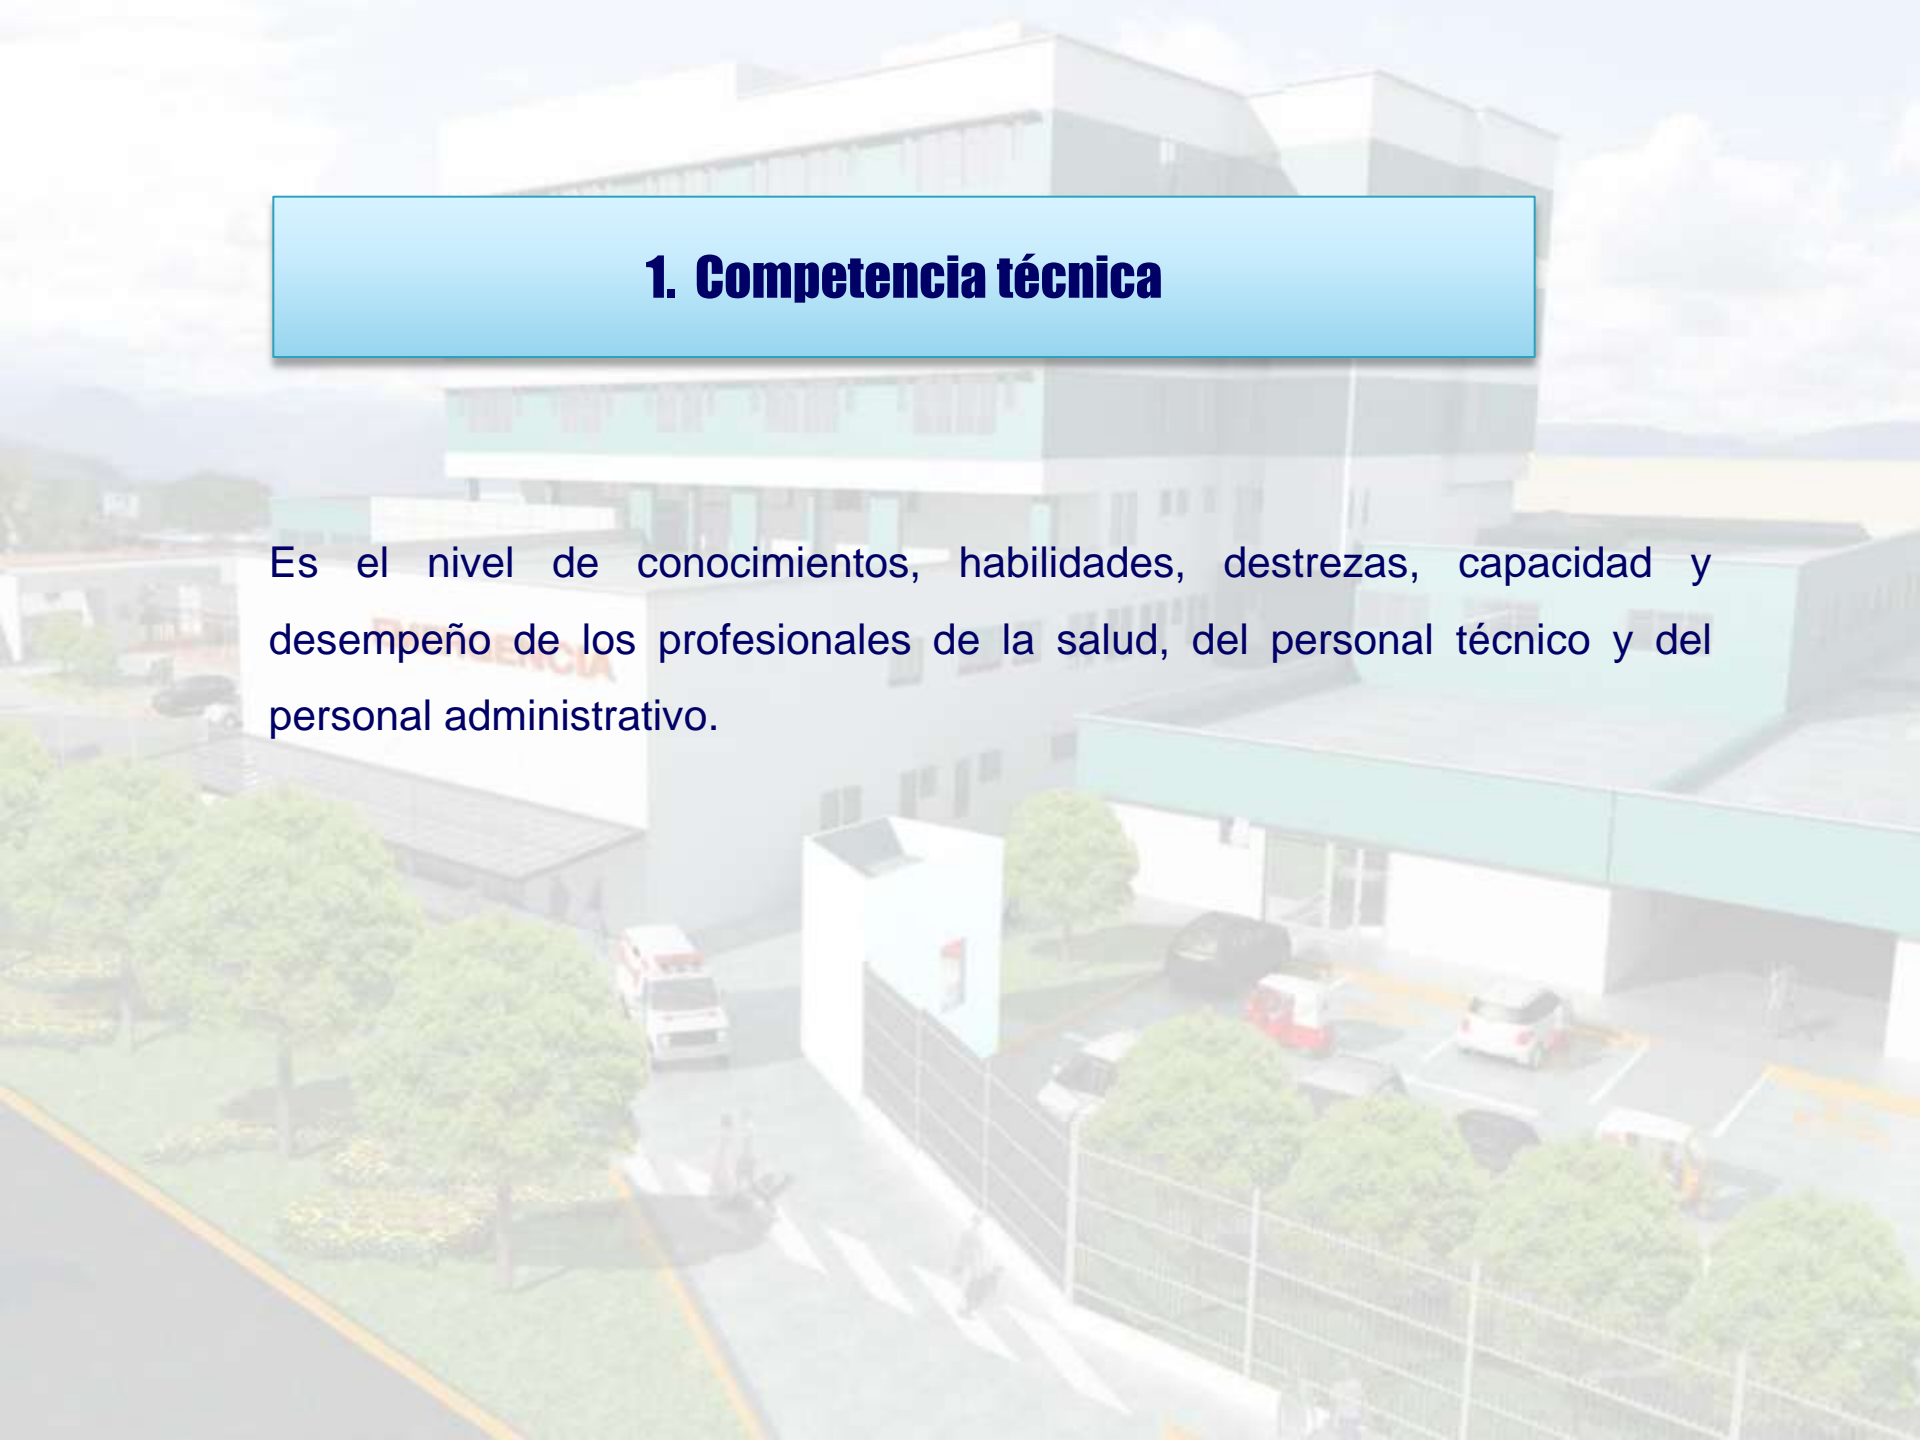 1. Competencia técnica
Es el nivel de conocimientos, habilidades, destrezas, capacidad y
desempeño de los profesionales de la salud, del personal técnico y del
personal administrativo.
EMERGENCIA